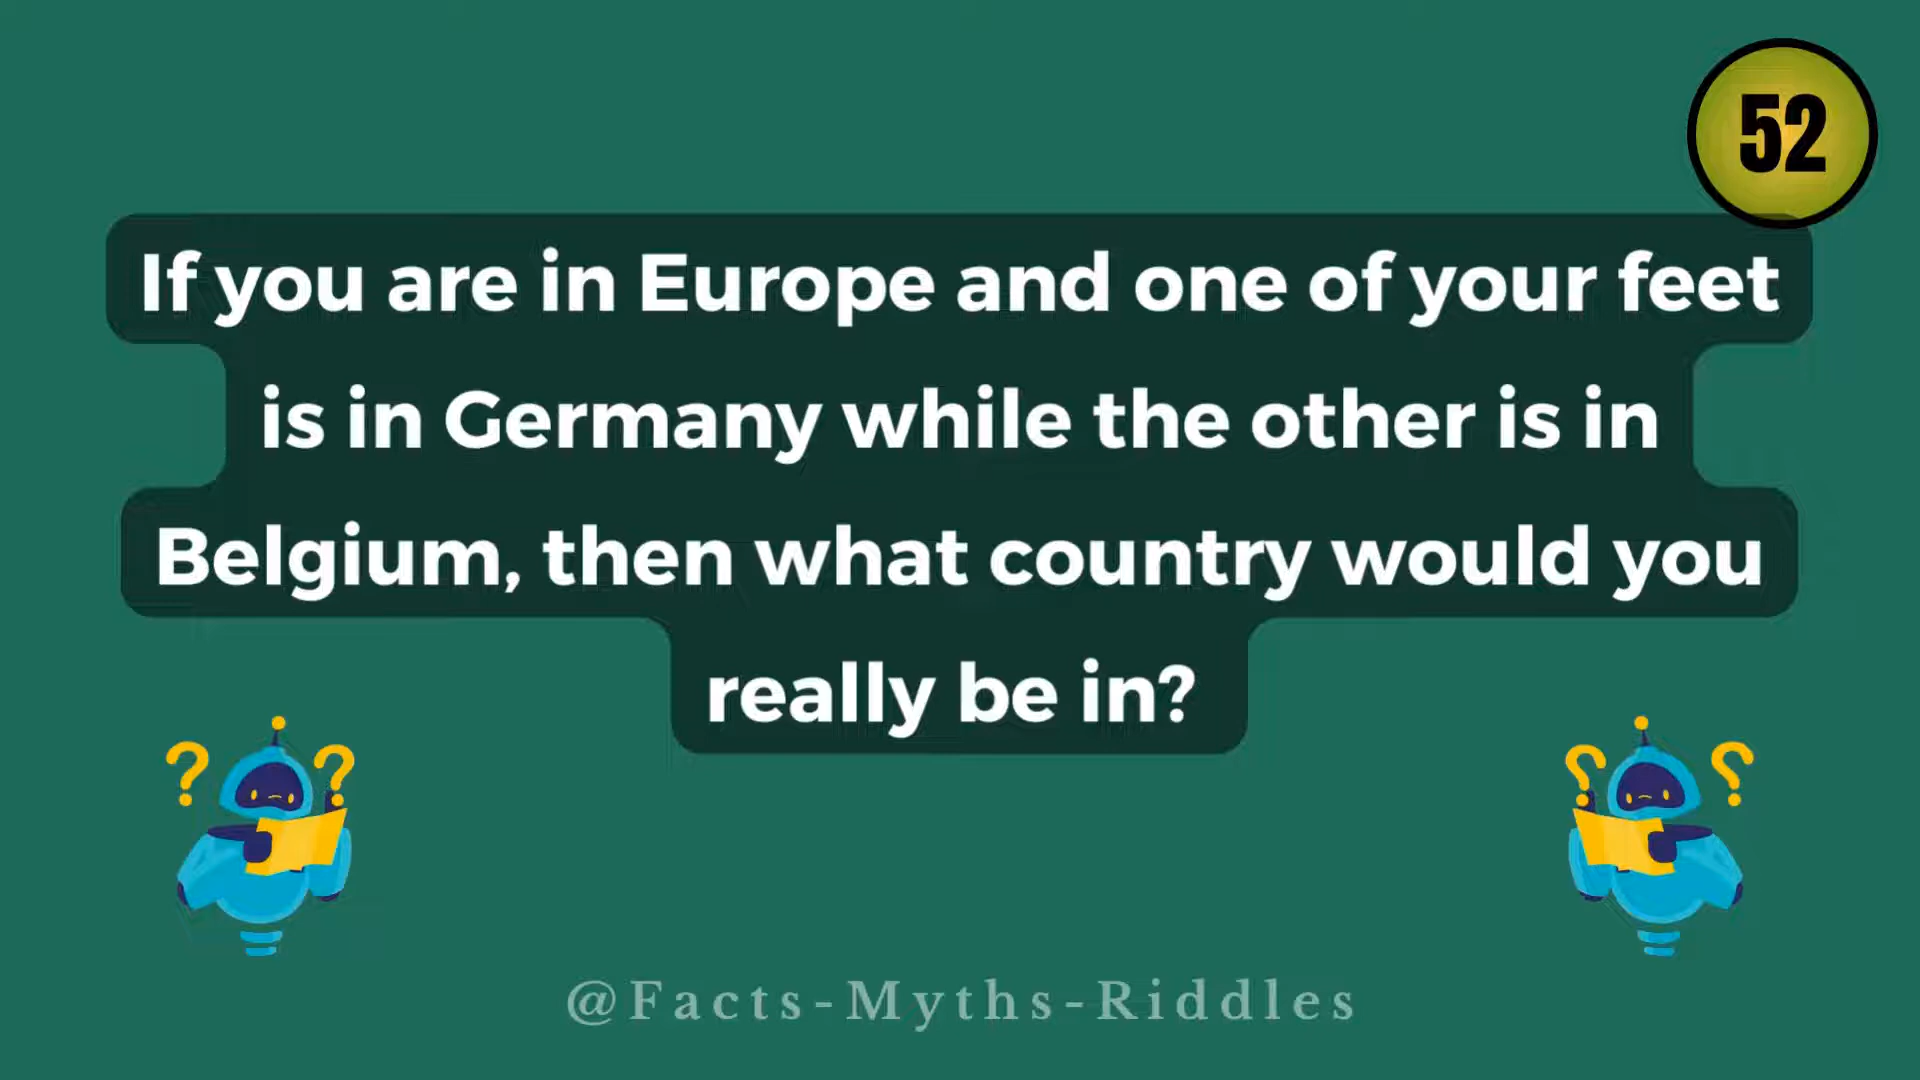 52
If you are in Europe and one of your feet
is in Germany while the other is in
Belgium, then what country would you
really be in?
? ?
? ?
@Facts-Myths-Riddles